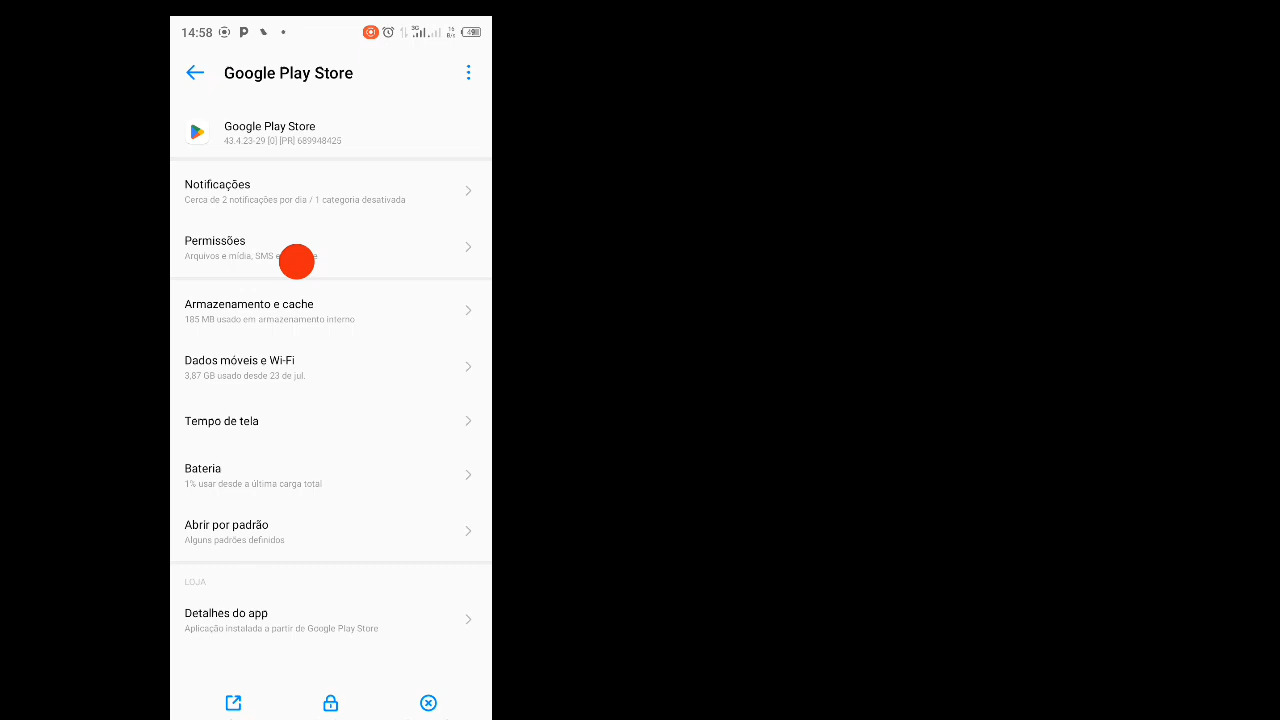 14:58
3G
16 B/s
49
Google Play Store
Google Play Store
43.4.23-29 [0] [PR] 689948425
Notificações
Cerca de 2 notificações por dia / 1 categoria desativada
Permissões
Arquivos e mídia, SMS e
Armazenamento e cache
185 MB usado em armazenamento interno
Dados móveis e Wi-Fi
3,87 GB usado desde 23 de jul.
Tempo de tela
Bateria
1% usar desde a última carga total
Abrir por padrão
Alguns padrões definidos
LOJA
Detalhes do app
Aplicação instalada a partir de Google Play Store